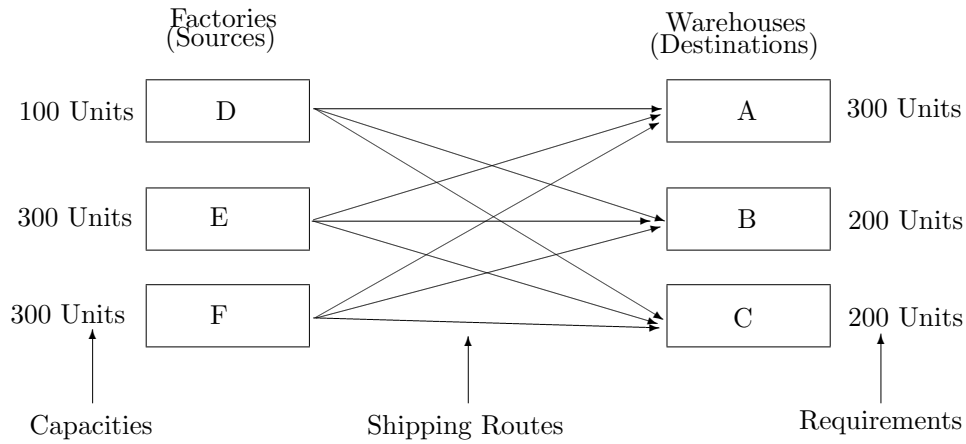 Factories
(Sources)
Warehouses
(Destinations)
100 Units
D
A
300 Units
300 Units
E
B
200 Units
300 Units
F
C
200 Units
Capacities
Shipping Routes
Requirements